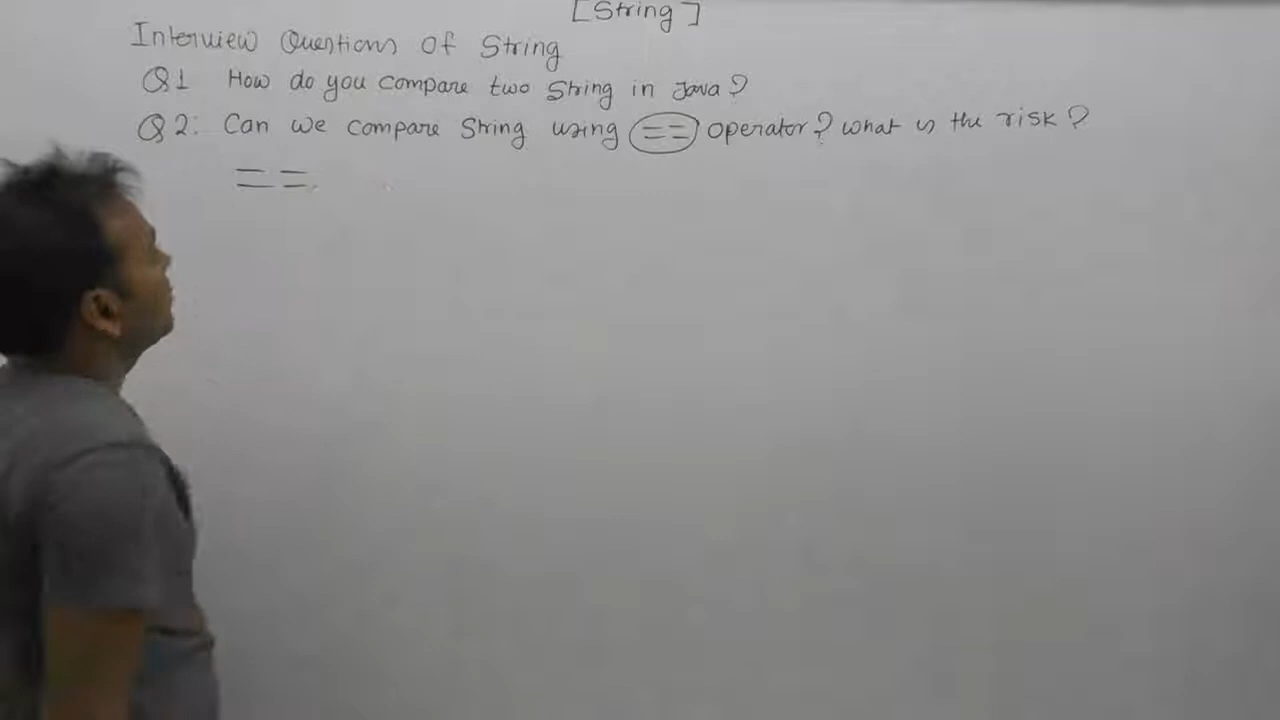 [String]
Interview Questions Of String
Q1 How do you compare two String in Java?
Q2: Can we compare String using == operator? what is the risk?
==